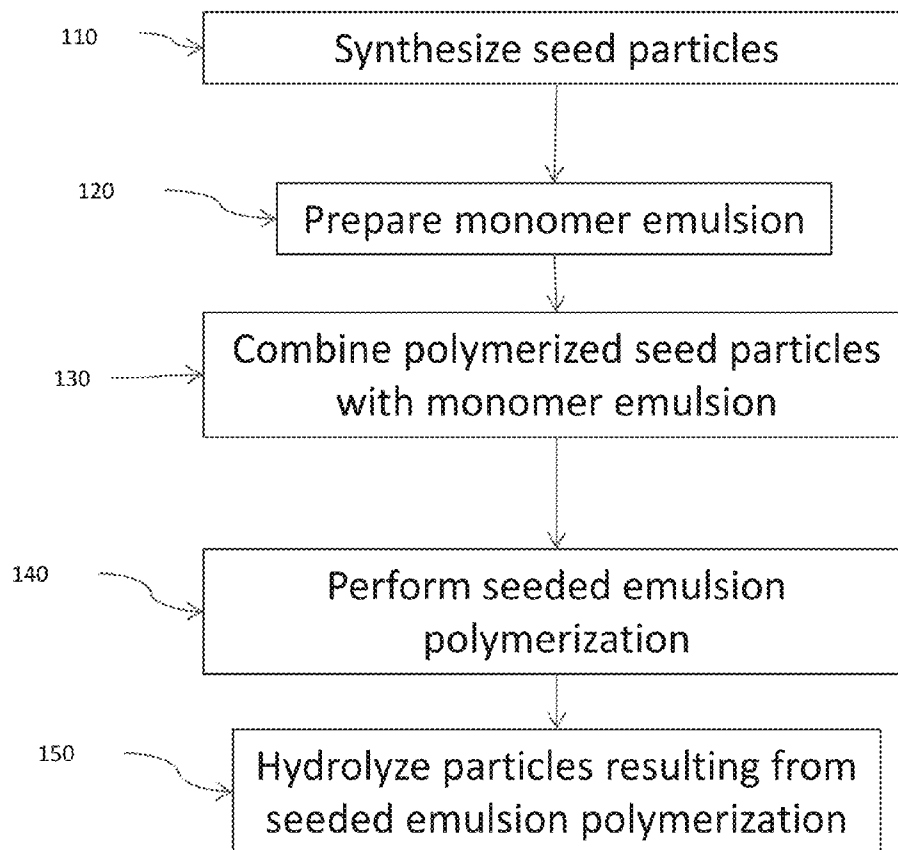 110
Synthesize seed particles
120
Prepare monomer emulsion
130
Combine polymerized seed particles
with monomer emulsion
140
Perform seeded emulsion
polymerization
150
Hydrolyze particles resulting from
seeded emulsion polymerization